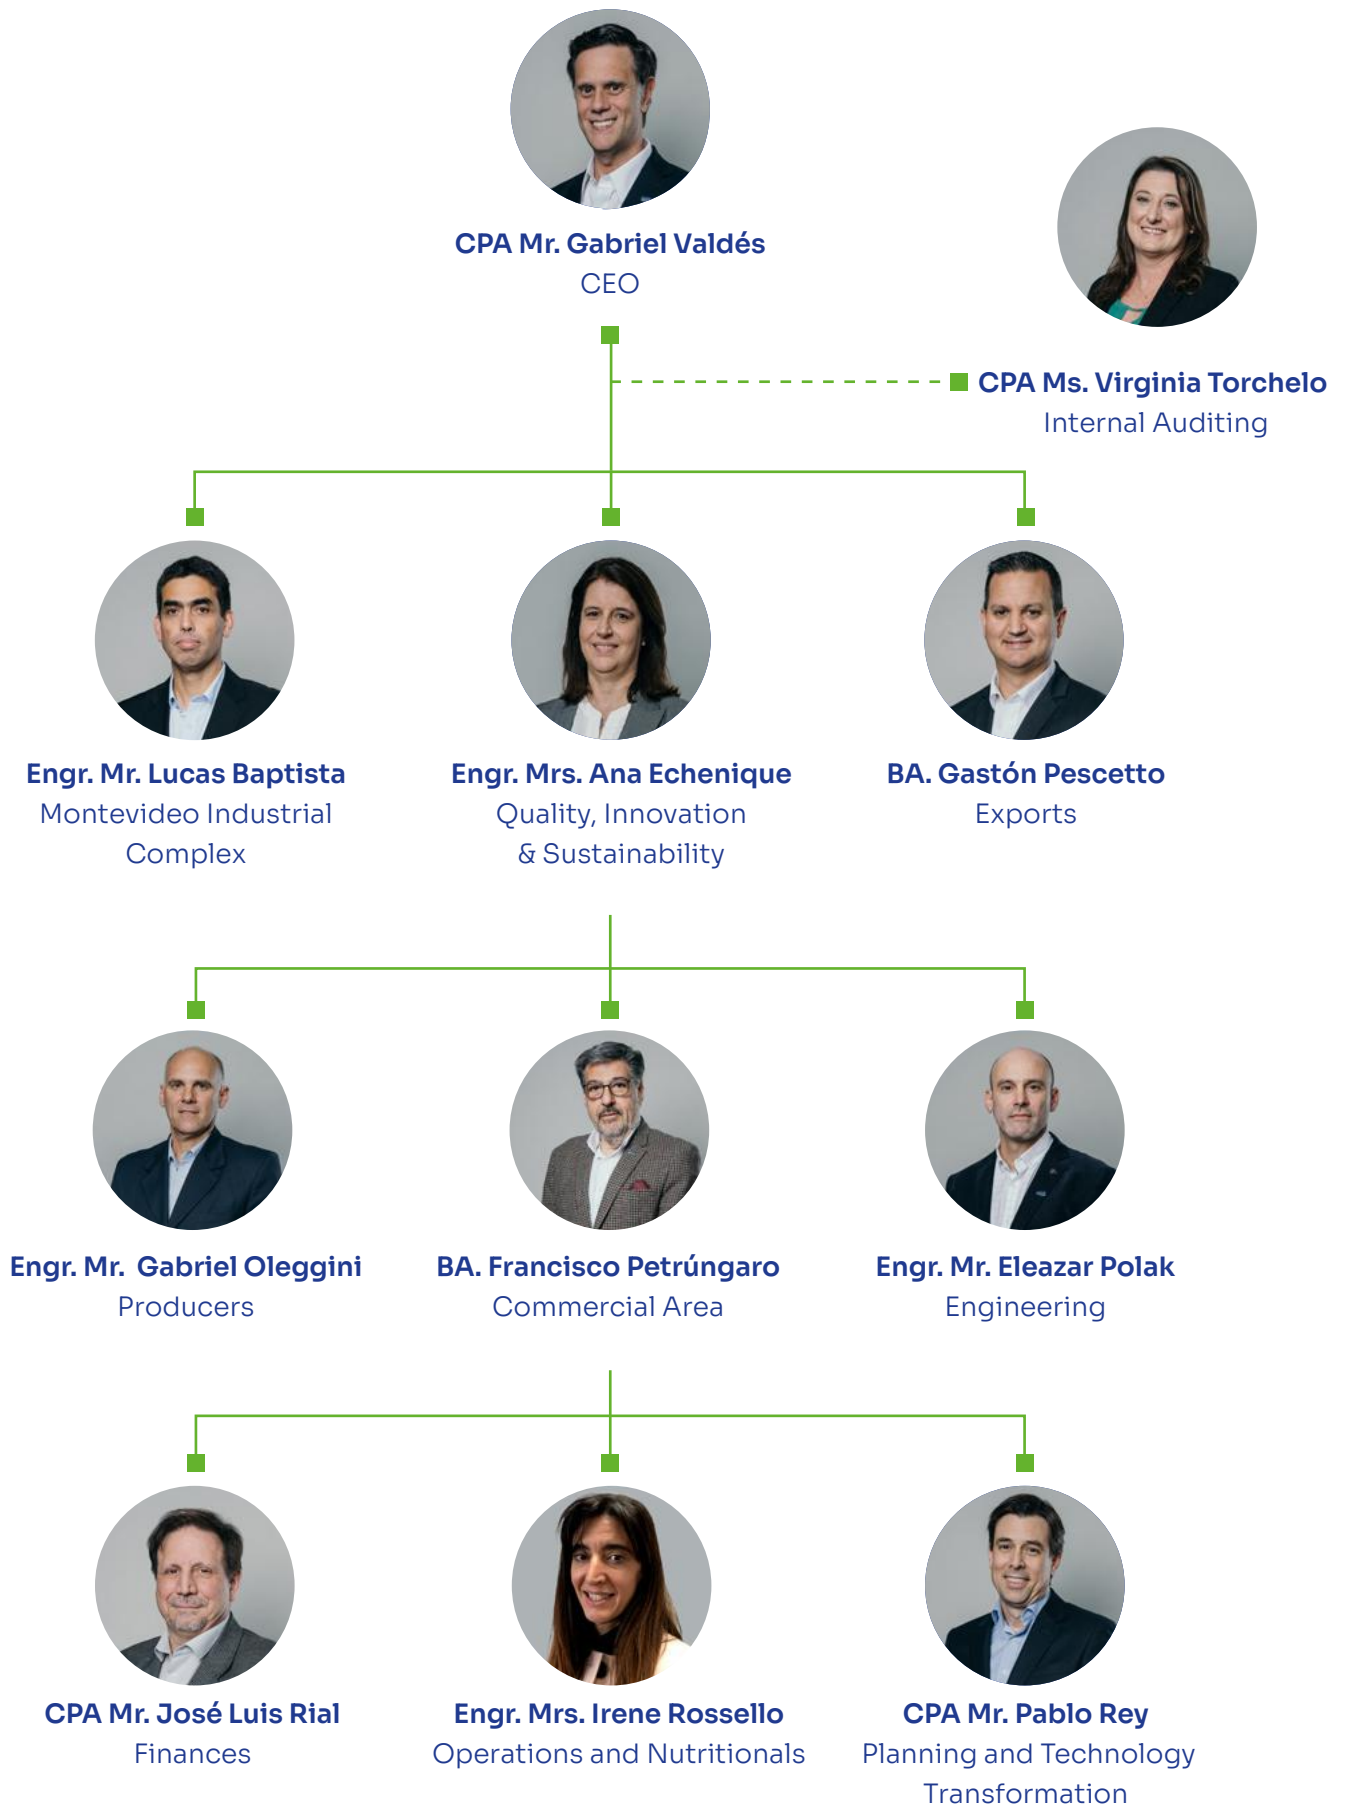 CPA Mr. Gabriel Valdés
CEO
CPA Ms. Virginia Torchelo
Internal Auditing
Engr. Mr. Lucas Baptista
Montevideo Industrial
Complex
Engr. Mrs. Ana Echenique
Quality, Innovation
& Sustainability
BA. Gastón Pescetto
Exports
Engr. Mr. Gabriel Oleggini
Producers
BA. Francisco Petrúngaro
Commercial Area
Engr. Mr. Eleazar Polak
Engineering
CPA Mr. José Luis Rial
Finances
Engr. Mrs. Irene Rossello
Operations and Nutritionals
CPA Mr. Pablo Rey
Planning and Technology
Transformation